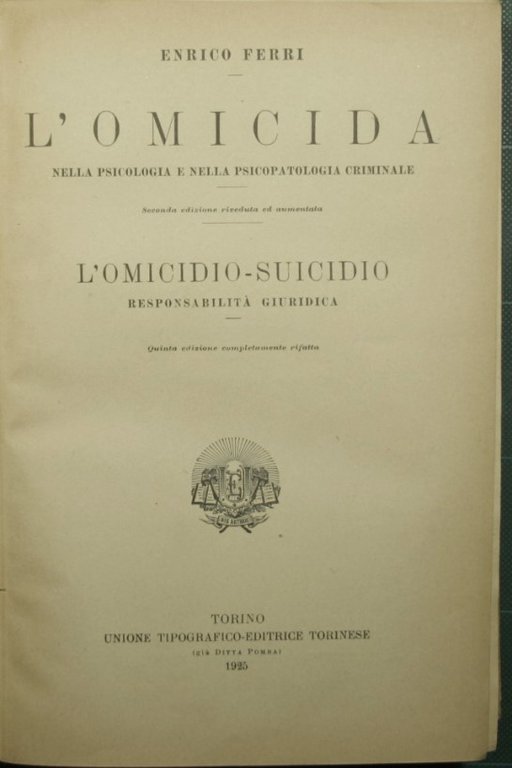 ENRICO FERRI
L'OMICIDA
NELLA PSICOLOGIA E NELLA PSICOPATOLOGIA CRIMINALE
Seconda edizione riveduta ed aumentata
L'OMICIDIO-SUICIDIO
RESPONSABILITÀ GIURIDICA
Quinta edizione completamente rifatta
TORINO
UNIONE TIPOGRAFICO-EDITRICE TORINESE
(già DITTA POMBA)
1925